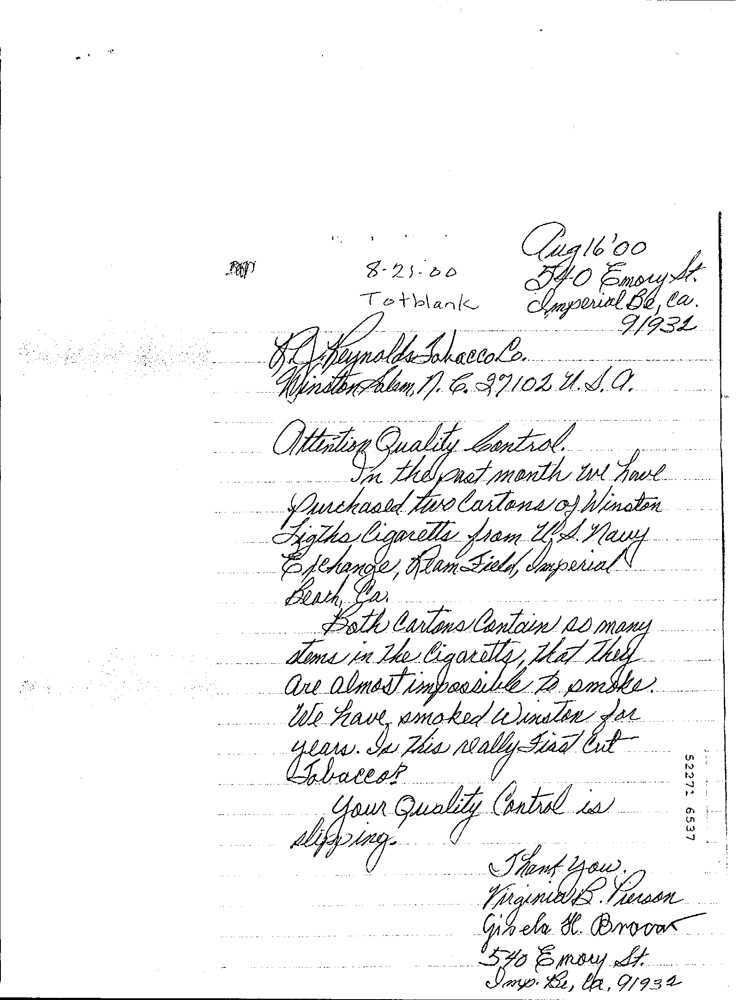 Aug 16 '00
8-21-00
540 Emory St.
Totblank
Imperial Be, Ca.
91932
R.J. Reynolds Tobacco Co.
Winston Salem, N.C. 27102 U.S.A.
Attention Quality Control.
In the past month we have
purchased two Cartons of Winston
Ligths Cigaretts from U.S. Navy
Exchange, Ream Field, Imperial
Beach, Ca.
Both Cartons Contain so many
stems in the Cigaretts, that they
are almost impossible to smoke.
We have smoked Winston for
years. Is this really First Cut
Tobacco?
Your Quality Control is
slipping.
Thank You.
Virginia B. Pierson
Gisela H.
540 Emory St.
Imp. Be, Ca, 91932
52271 6537